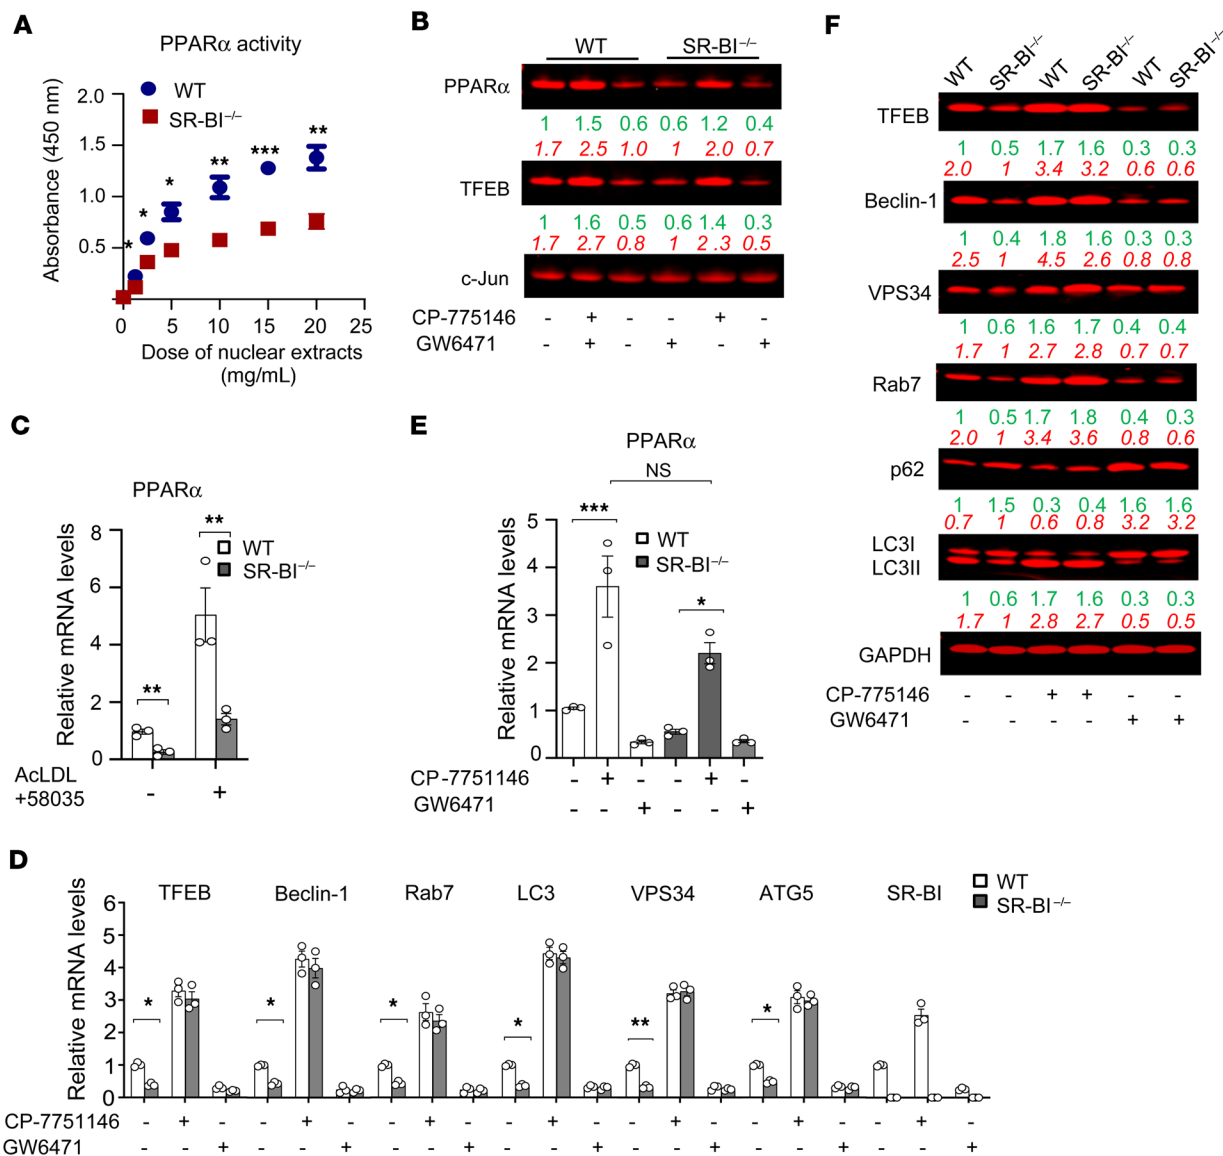 A
PPARα activity
Absorbance (450 nm)
WT
SR-BI–/–
2.0
1.5
1.0
0.5
*
*
*
**
***
**
0 5 10 15 20 25
Dose of nuclear extracts
(mg/mL)
B
WT SR-BI–/–
PPARα
1 1.5 0.6 0.6 1.2 0.4
1.7 2.5 1.0 1 2.0 0.7
TFEB
1 1.6 0.5 0.6 1.4 0.3
1.7 2.7 0.8 1 2.3 0.5
c-Jun
CP-775146 - + - - + -
GW6471 - + - + - +
C
PPARα
Relative mRNA levels
8
6
4
2
0
**
**
WT
SR-BI–/–
AcLDL
+58035 - +
E
PPARα
NS
Relative mRNA levels
5
4
3
2
1
0
***
*
WT
SR-BI–/–
CP-7751146 - + - - + -
GW6471 - - + - - +
F
WT SR-BI–/– WT SR-BI–/– WT SR-BI–/–
TFEB
1 0.5 1.7 1.6 0.3 0.3
2.0 1 3.4 3.2 0.6 0.6
Beclin-1
1 0.4 1.8 1.6 0.3 0.3
2.5 1 4.5 2.6 0.8 0.8
VPS34
1 0.6 1.6 1.7 0.4 0.4
1.7 1 2.7 2.8 0.7 0.7
Rab7
1 0.5 1.7 1.8 0.4 0.3
2.0 1 3.4 3.6 0.8 0.6
p62
1 1.5 0.3 0.4 1.6 1.6
0.7 1 0.6 0.8 3.2 3.2
LC3I
LC3II
1 0.6 1.7 1.6 0.3 0.3
1.7 1 2.8 2.7 0.5 0.5
GAPDH
CP-775146 - - + + - -
GW6471 - - - - + +
D
Relative mRNA levels
6
5
4
3
2
1
0
TFEB Beclin-1 Rab7 LC3 VPS34 ATG5 SR-BI
WT
SR-BI–/–
* * * * ** *
CP-7751146 - + - - + - - + - - + - - + - - + - - + -
GW6471 - - + - - + - - + - - + - - + - - + - - +